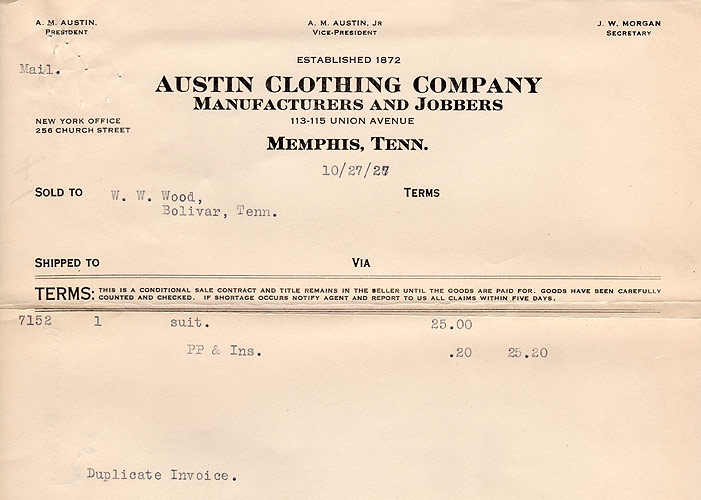 A. M. AUSTIN,
PRESIDENT
A. M. AUSTIN, JR
VICE-PRESIDENT
J. W. MORGAN
SECRETARY
Mail.
ESTABLISHED 1872
AUSTIN CLOTHING COMPANY
MANUFACTURERS AND JOBBERS
113-115 UNION AVENUE
NEW YORK OFFICE
256 CHURCH STREET
MEMPHIS, TENN.
10/27/27
SOLD TO W. W. Wood, TERMS
Bolivar, Tenn.
SHIPPED TO VIA
TERMS: THIS IS A CONDITIONAL SALE CONTRACT AND TITLE REMAINS IN THE SELLER UNTIL THE GOODS ARE PAID FOR. GOODS HAVE BEEN CAREFULLY
COUNTED AND CHECKED. IF SHORTAGE OCCURS NOTIFY AGENT AND REPORT TO US ALL CLAIMS WITHIN FIVE DAYS.
7152 1 suit. 25.00
PP & Ins. .20 25.20
Duplicate Invoice.